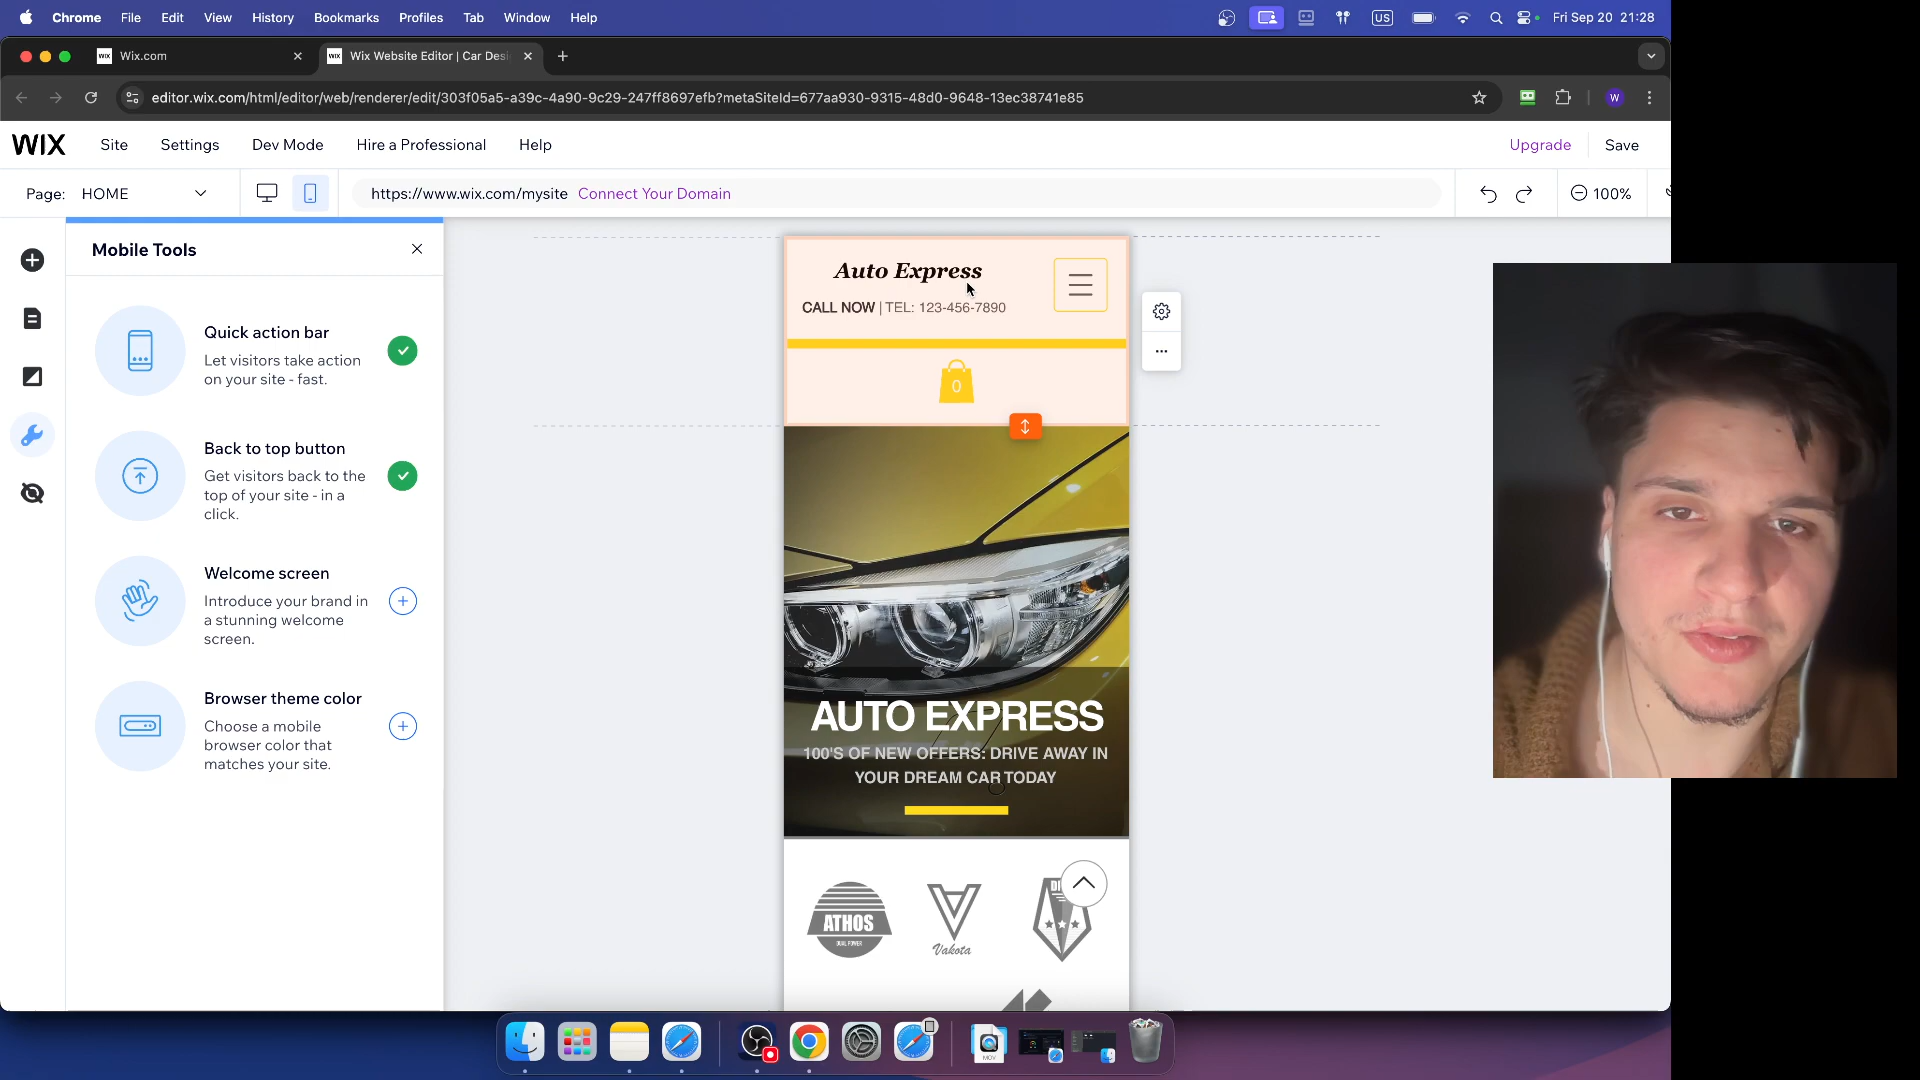 Chrome File Edit View History Bookmarks Profiles Tab Window Help US Fri Sep 20 21:28
WIX Wix.com WIX Wix Website Editor | Car Des
editor.wix.com/html/editor/web/renderer/edit/303f05a5-a39c-4a90-9c29-247ff8697efb?metaSiteId=677aa930-9315-48d0-9648-13ec38741e85 W
WIX Site Settings Dev Mode Hire a Professional Help Upgrade Save
Page: HOME https://www.wix.com/mysite Connect Your Domain 100%
Mobile Tools
Quick action bar
Let visitors take action
on your site - fast.
Back to top button
Get visitors back to the
top of your site - in a
click.
Welcome screen
Introduce your brand in
a stunning welcome
screen.
Browser theme color
Choose a mobile
browser color that
matches your site.
Auto Express
CALL NOW | TEL: 123-456-7890
0
AUTO EXPRESS
100'S OF NEW OFFERS: DRIVE AWAY IN
YOUR DREAM CAR TODAY
ATHOS
DUAL POWER
Vakota
MOV